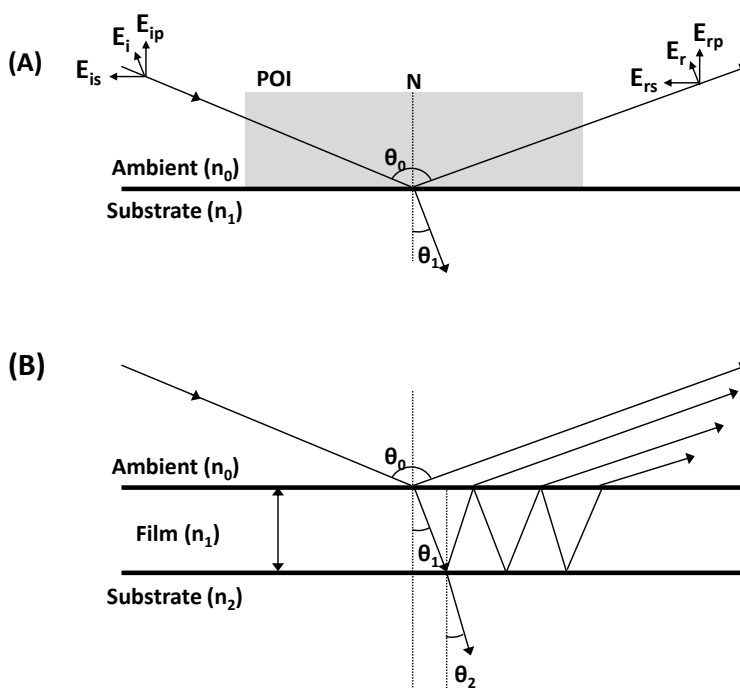 (A)
E_ip
E_i
E_is
E_rp
E_r
E_rs
POI
N
θ_0
Ambient (n_0)
Substrate (n_1)
θ_1
(B)
θ_0
Ambient (n_0)
Film (n_1)
θ_1
Substrate (n_2)
θ_2